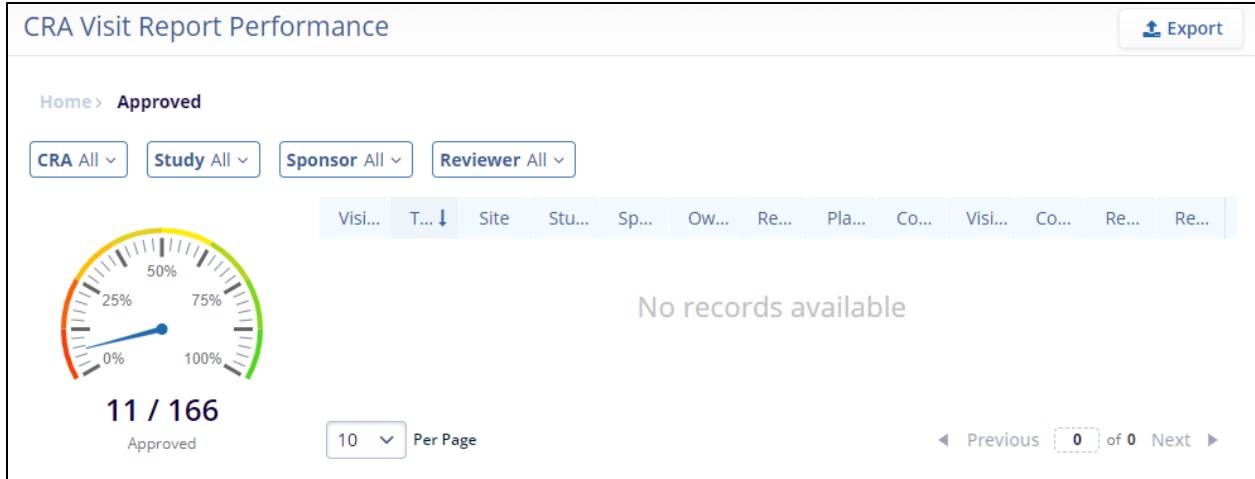 CRA Visit Report Performance
Export
Home > Approved
CRA All
Study All
Sponsor All
Reviewer All
Visi... T... Site Stu... Sp... Ow... Re... Pla... Co... Visi... Co... Re... Re...
50%
25% 75%
0% 100%
No records available
11 / 166
Approved
10 Per Page
Previous 0 of 0 Next